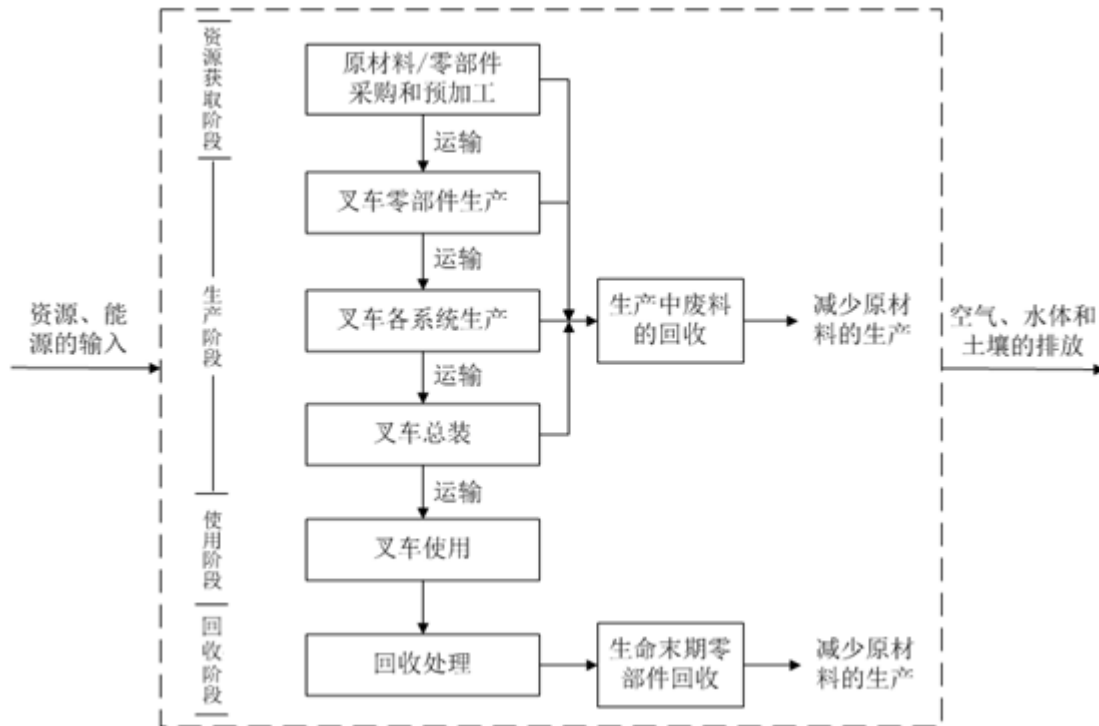 资源获取阶段
原材料/零部件
采购和预加工
运输
叉车零部件生产
运输
生产阶段
资源、能
源的输入
叉车各系统生产
生产中废料
的回收
减少原材
料的生产
空气、水体和
土壤的排放
运输
叉车总装
运输
使用阶段
叉车使用
回收阶段
回收处理
生命末期零
部件回收
减少原材
料的生产